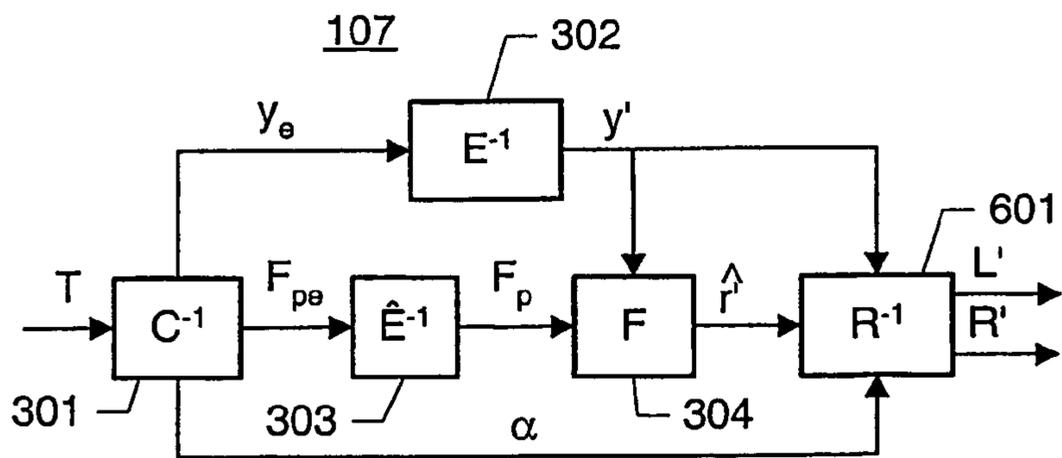 107
302
yₑ
E⁻¹
y'
601
T
C⁻¹
Fₚₑ
Ê⁻¹
Fₚ
F
r̂'
R⁻¹
L'
R'
301
303
α
304